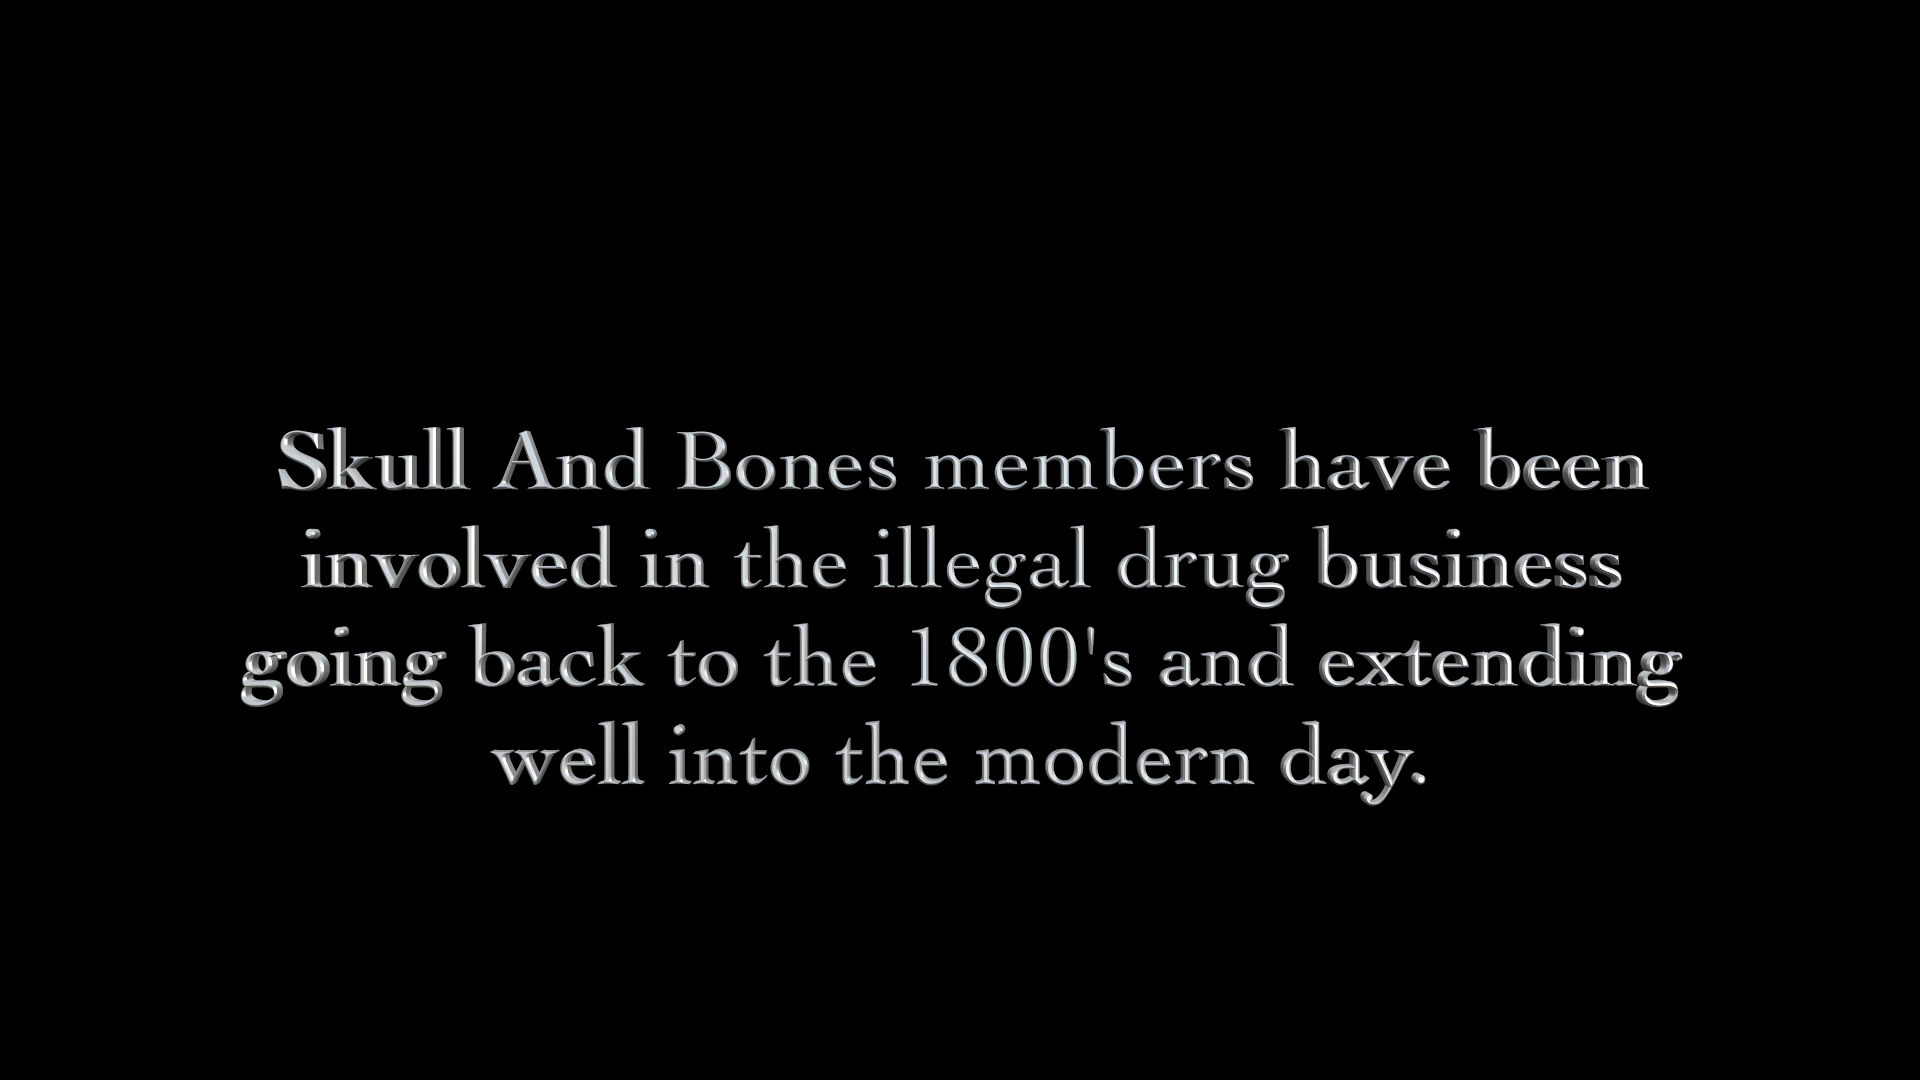 Skull And Bones members have been
involved in the illegal drug business
going back to the 1800's and extending
well into the modern day.